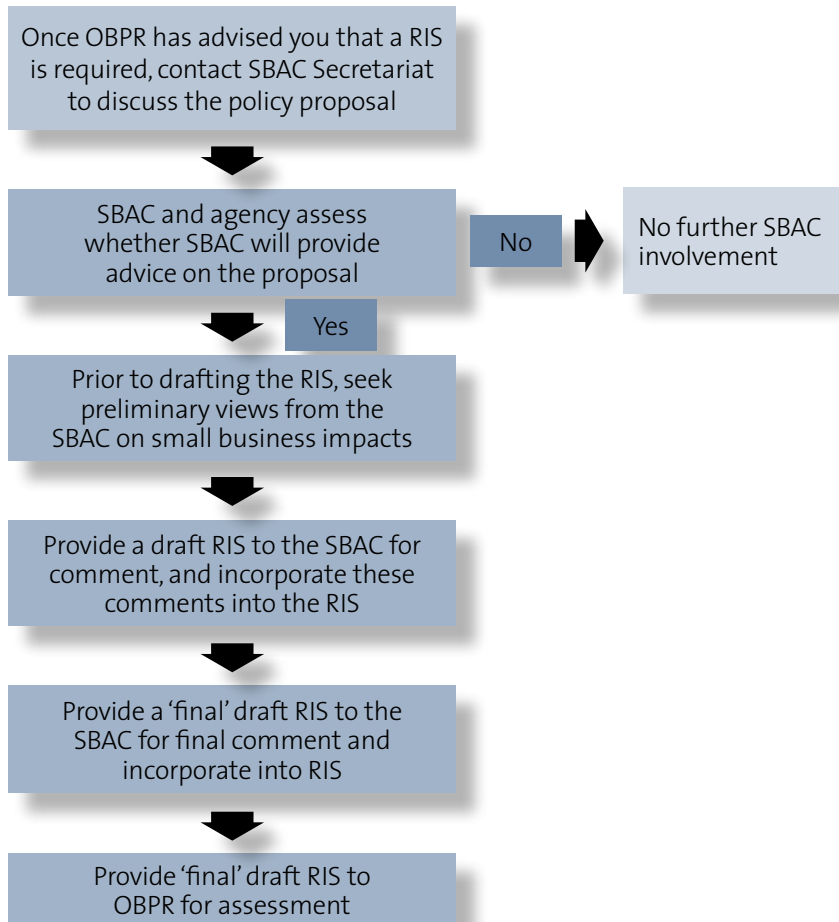 Once OBPR has advised you that a RIS
is required, contact SBAC Secretariat
to discuss the policy proposal
SBAC and agency assess
whether SBAC will provide
advice on the proposal
No
No further SBAC
involvement
Yes
Prior to drafting the RIS, seek
preliminary views from the
SBAC on small business impacts
Provide a draft RIS to the SBAC for
comment, and incorporate these
comments into the RIS
Provide a ‘final’ draft RIS to the
SBAC for final comment and
incorporate into RIS
Provide ‘final’ draft RIS to
OBPR for assessment